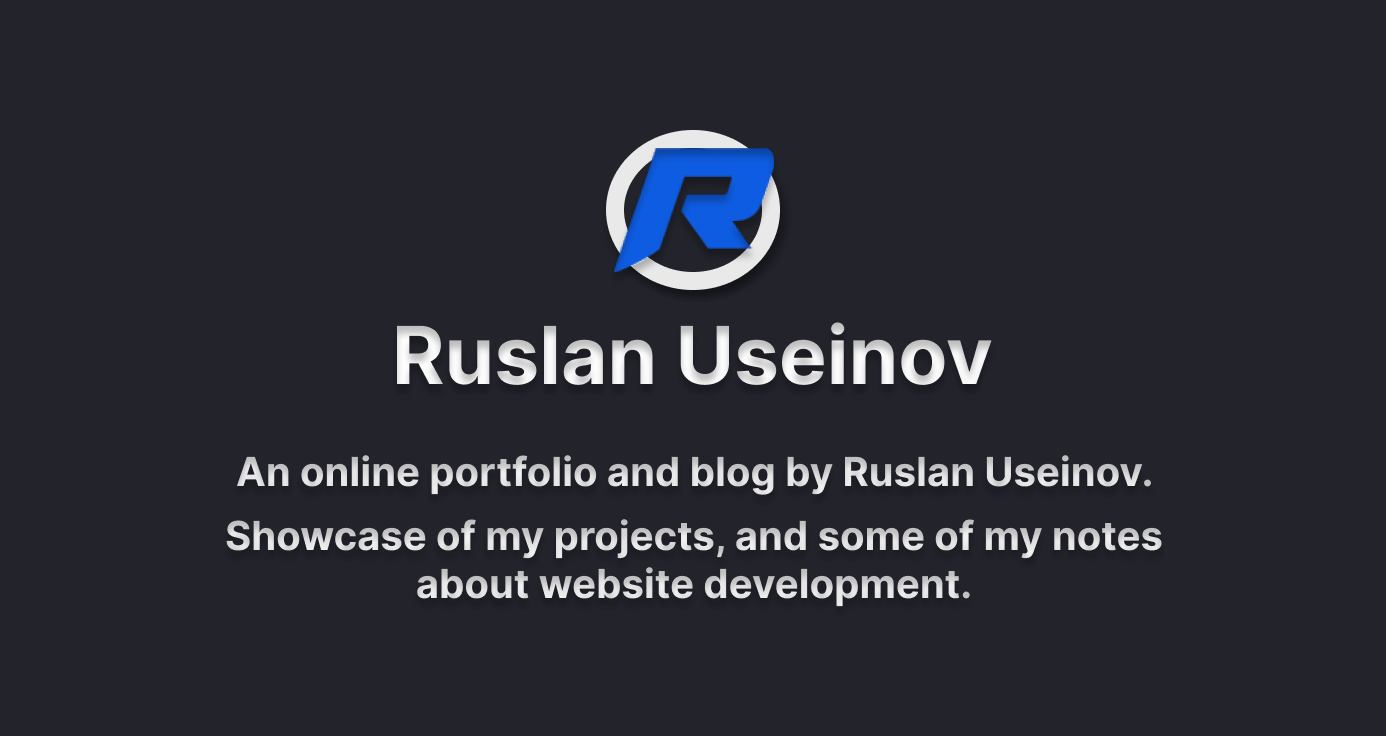 R
Ruslan Useinov
An online portfolio and blog by Ruslan Useinov.
Showcase of my projects, and some of my notes
about website development.